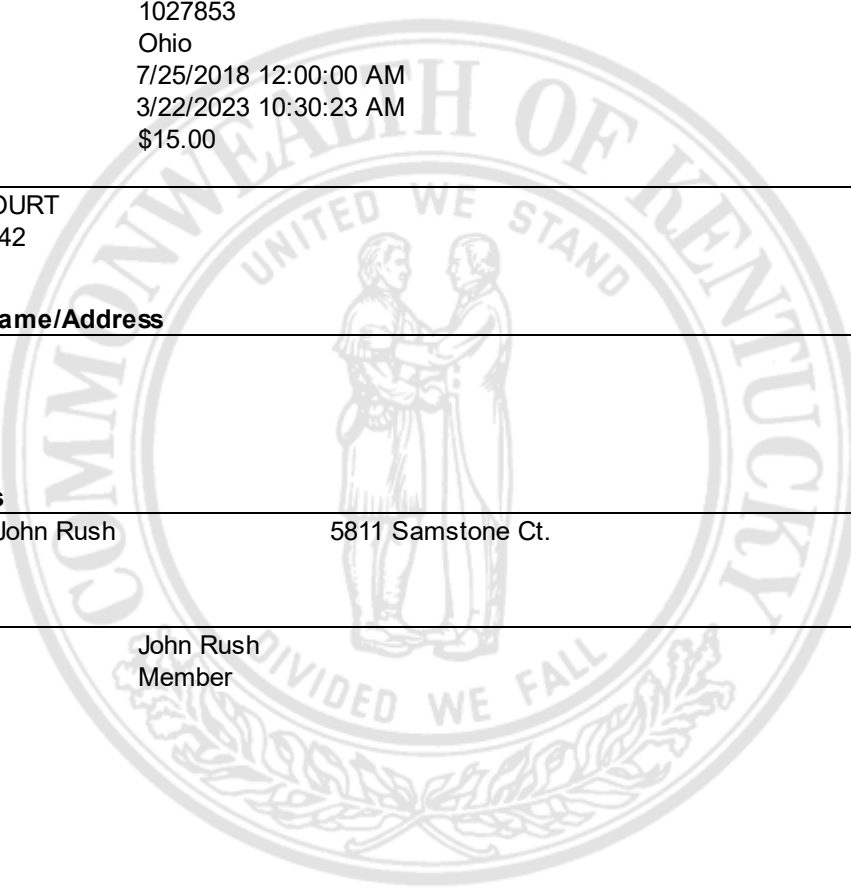 1027853
Ohio
7/25/2018 12:00:00 AM
3/22/2023 10:30:23 AM
$15.00
OURT
42
ame/Address
s
John Rush 5811 Samstone Ct.
John Rush
Member
COMMONWEALTH OF KENTUCKY
UNITED WE STAND
DIVIDED WE FALL